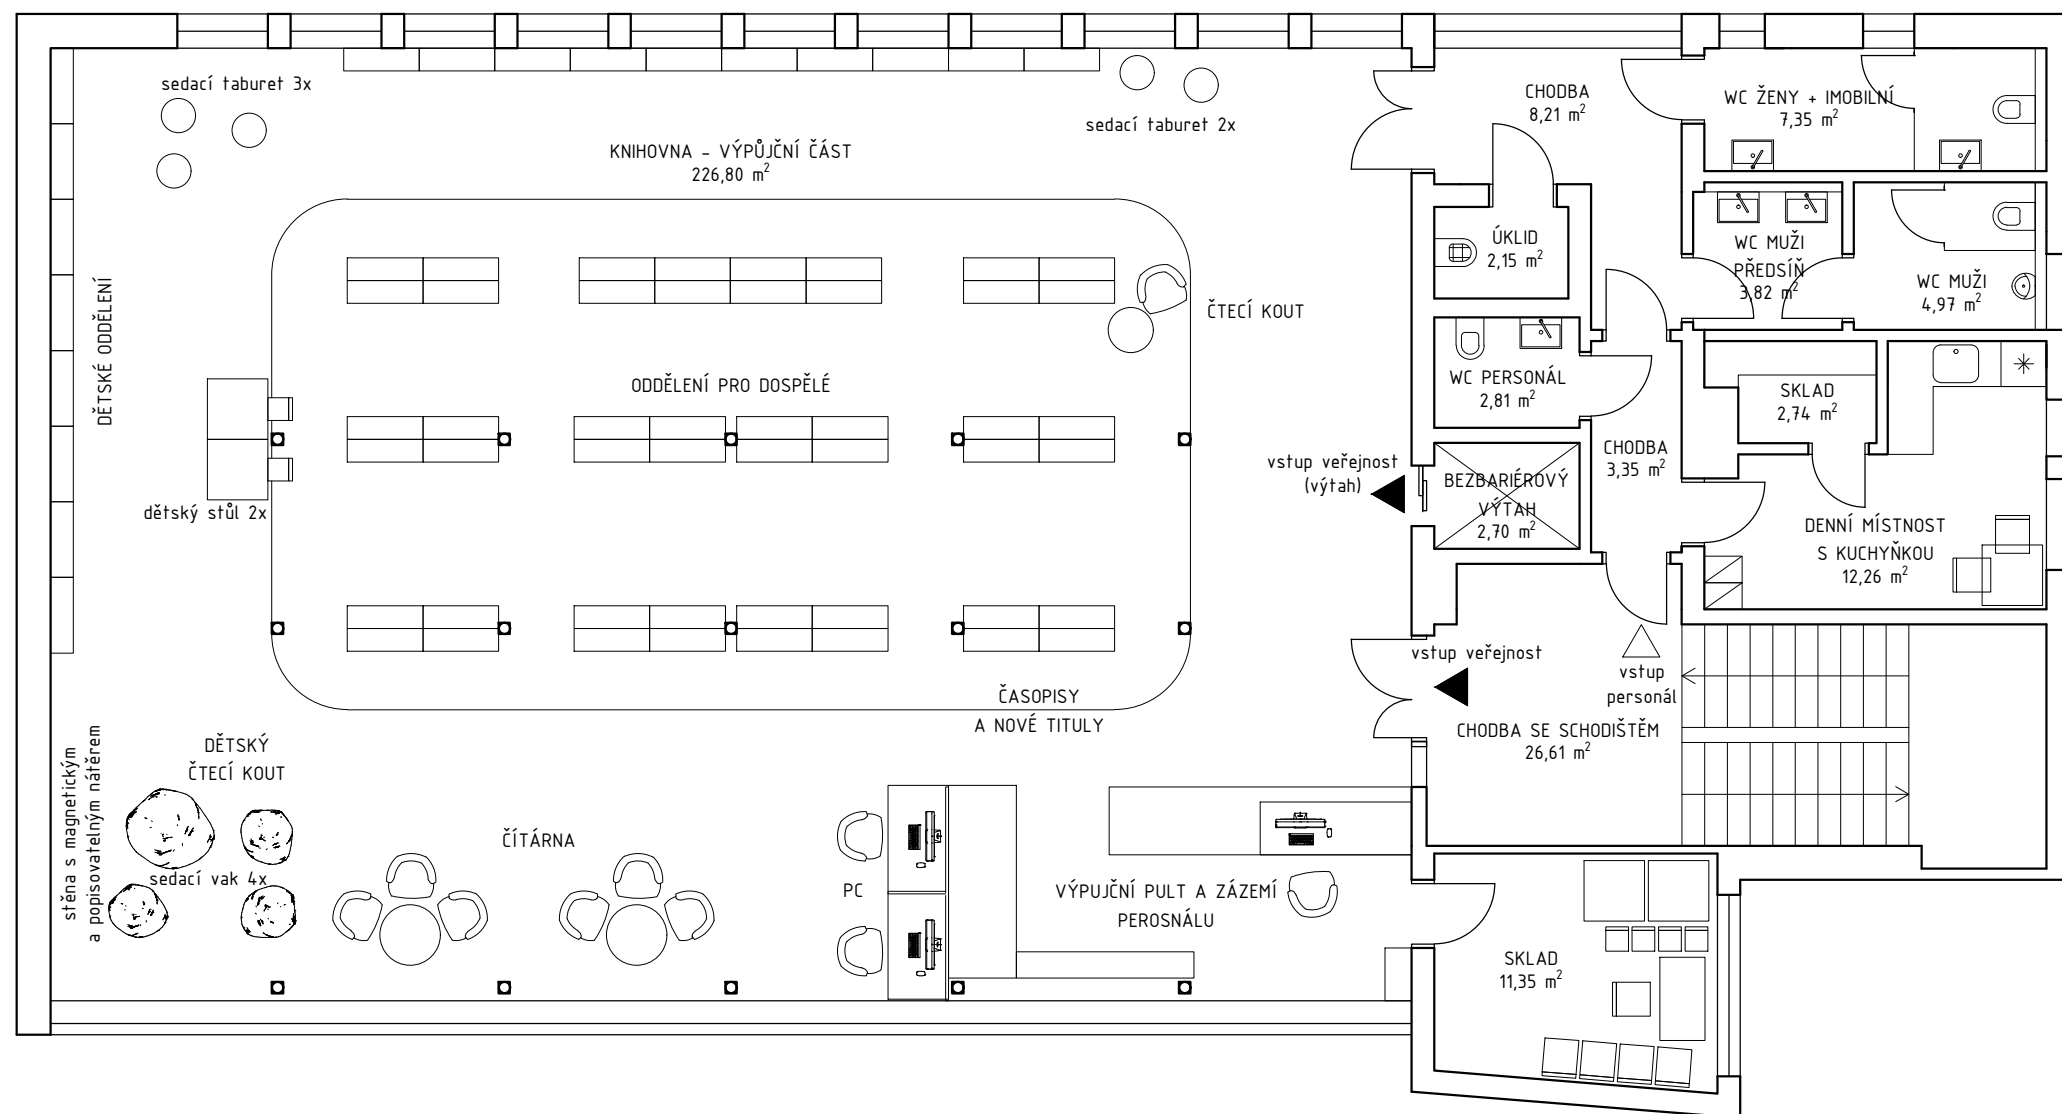 sedací taburet 3x
KNIHOVNA - VÝPŮJČNÍ ČÁST
226,80 m²
sedací taburet 2x
CHODBA
8,21 m²
WC ŽENY + IMOBILNÍ
7,35 m²
ÚKLID
2,15 m²
WC MUŽI
PŘEDSÍŇ
3,82 m²
WC MUŽI
4,97 m²
DĚTSKÉ ODDĚLENÍ
ČTECÍ KOUT
ODDĚLENÍ PRO DOSPĚLÉ
WC PERSONÁL
2,81 m²
SKLAD
2,74 m²
CHODBA
3,35 m²
vstup veřejnost
(výtah)
BEZBARIÉROVÝ
VÝTAH
2,70 m²
dětský stůl 2x
DENNÍ MÍSTNOST
S KUCHYŇKOU
12,26 m²
vstup veřejnost
vstup
personál
ČASOPISY
A NOVÉ TITULY
CHODBA SE SCHODIŠTĚM
26,61 m²
stěna s magnetickým
a popisovatelným nátěrem
DĚTSKÝ
ČTECÍ KOUT
sedací vak 4x
ČÍTÁRNA
PC
VÝPUJČNÍ PULT A ZÁZEMÍ
PEROSNÁLU
SKLAD
11,35 m²